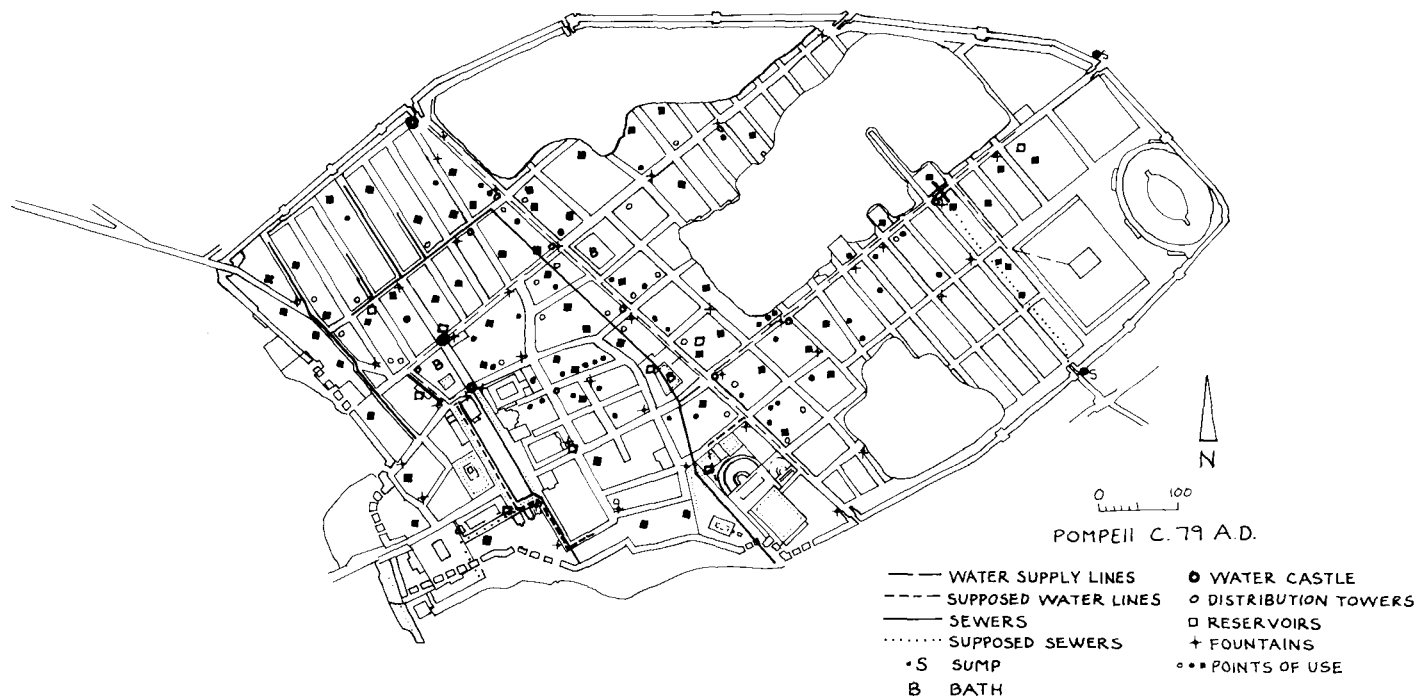 S
B
B
S
N
0 100
POMPEII C. 79 A.D.
WATER SUPPLY LINES
SUPPOSED WATER LINES
SEWERS
SUPPOSED SEWERS
S SUMP
B BATH
WATER CASTLE
DISTRIBUTION TOWERS
RESERVOIRS
FOUNTAINS
POINTS OF USE